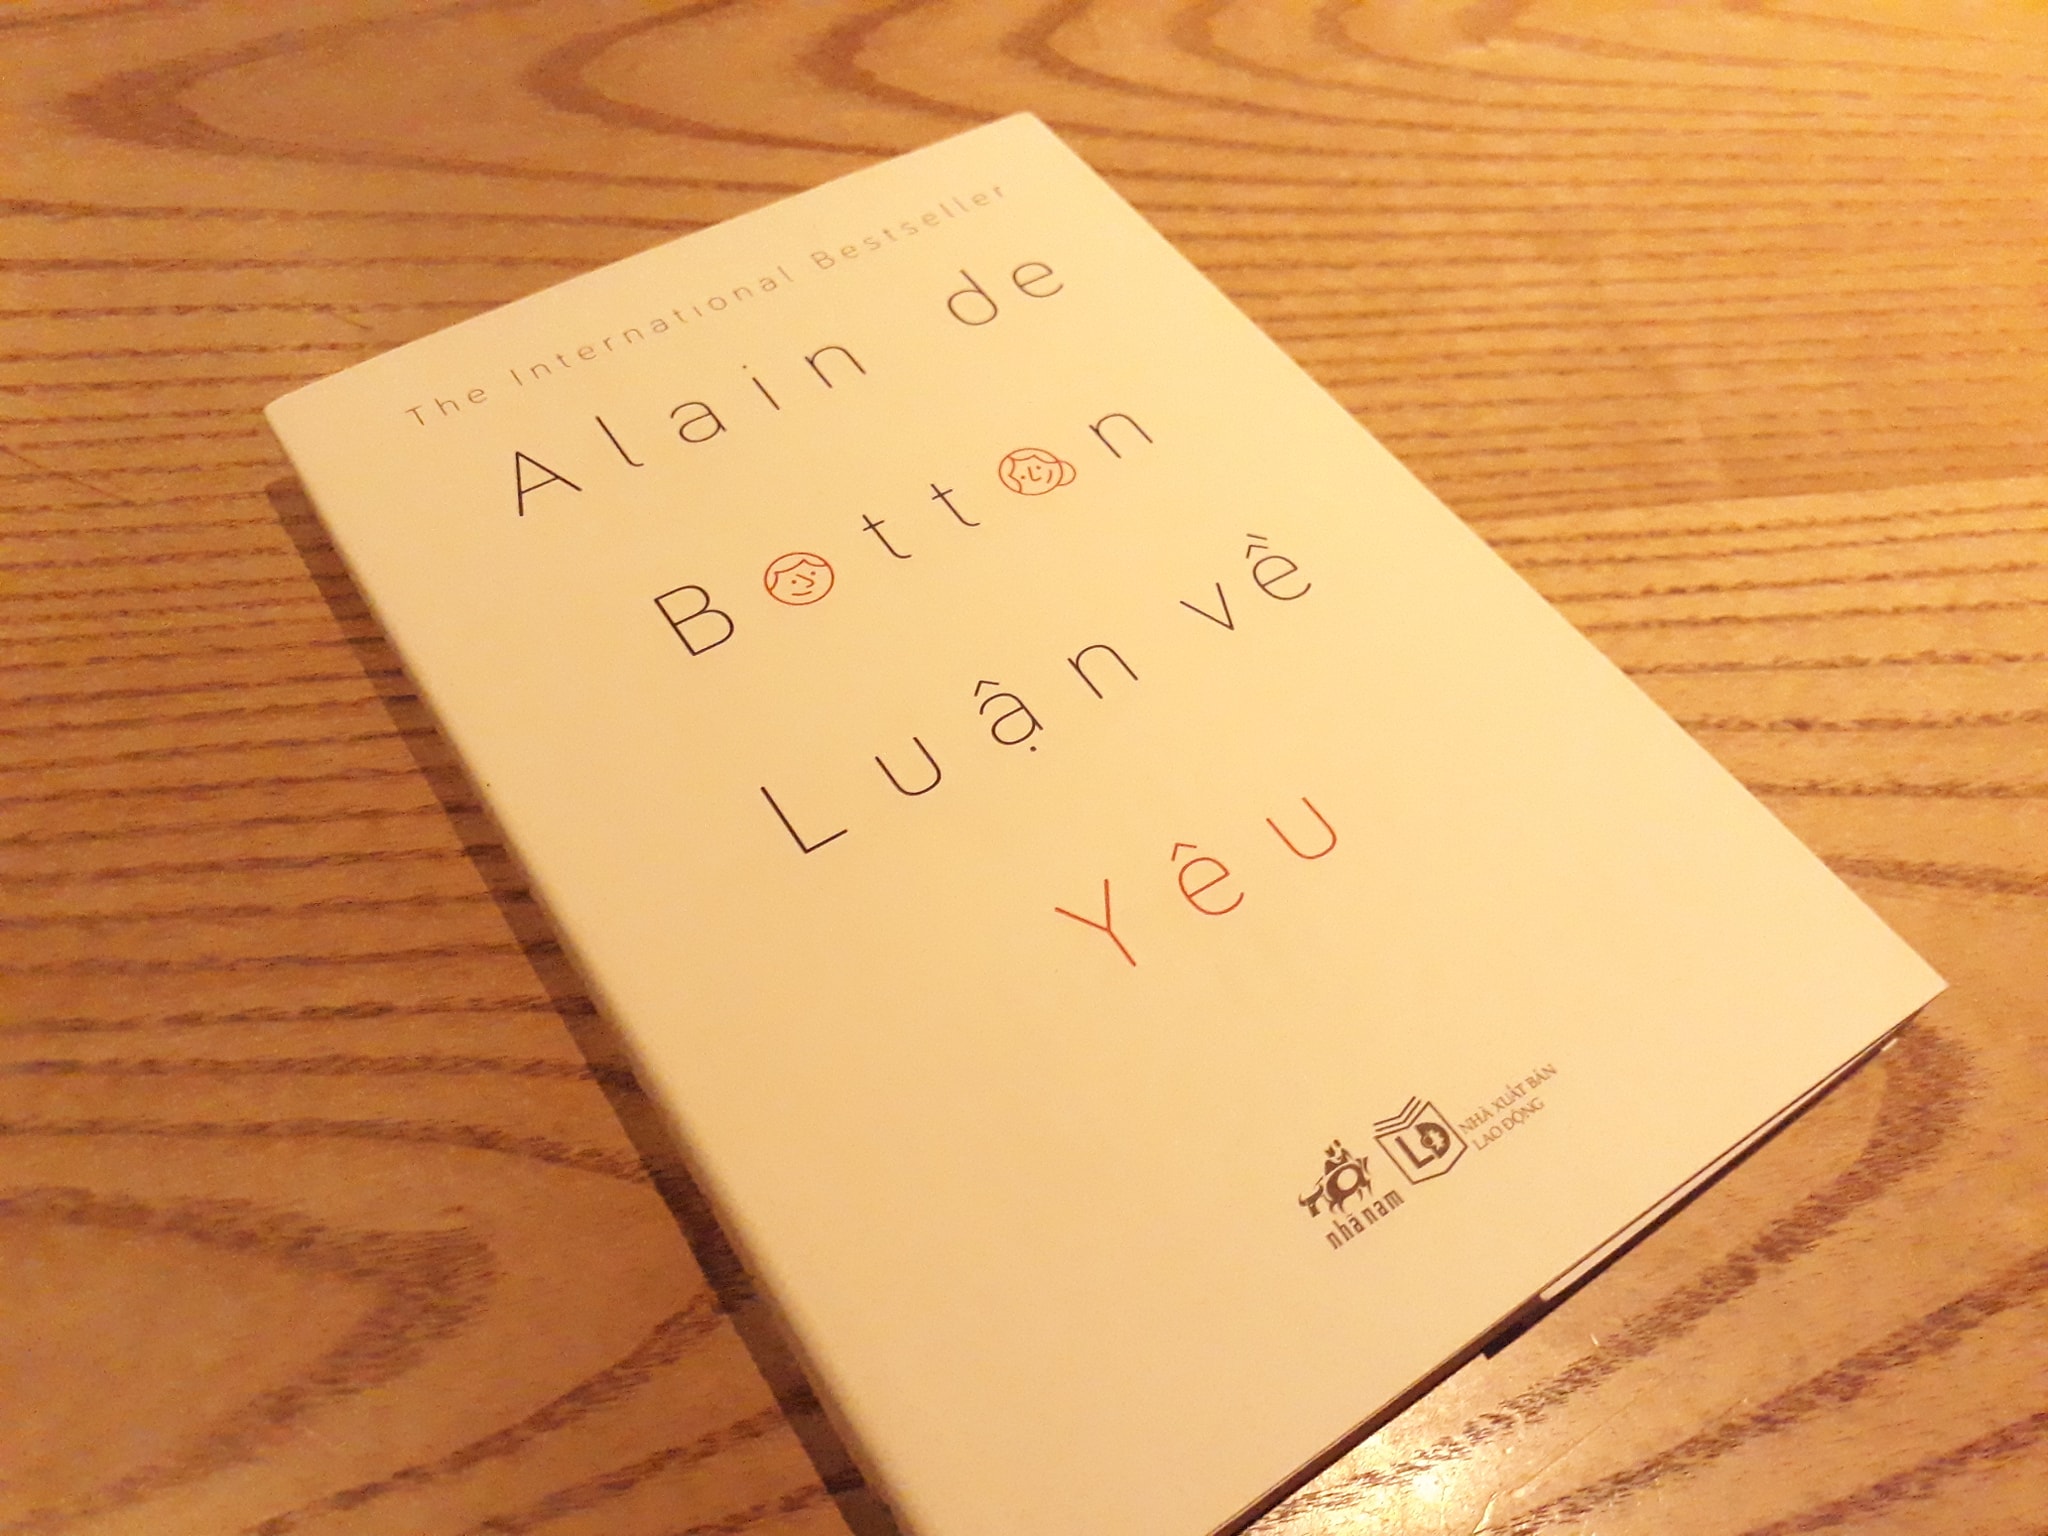 The International Bestseller
Alain de
Botton
Luận về
Yêu
nhã nam
LĐ
NHÀ XUẤT BẢN
LAO ĐỘNG